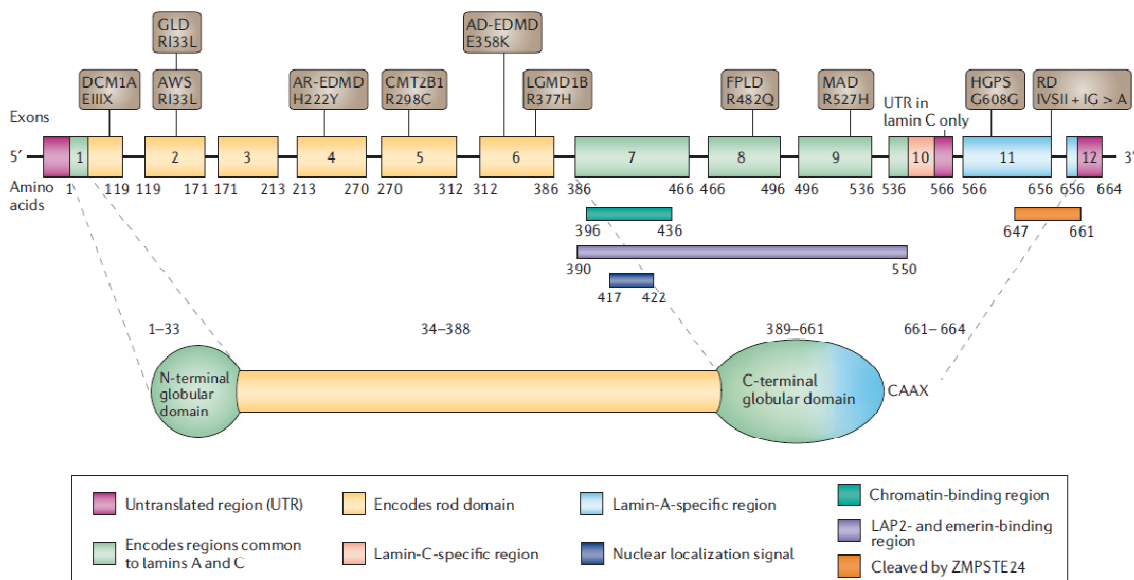 GLD
RI33L
AD-EDMD
E358K
DCM1A
EIIIX
AWS
RI33L
AR-EDMD
H222Y
CMT2B1
R298C
LGMD1B
R377H
FPLD
R482Q
MAD
R527H
HGPS
G608G
RD
IVSII + IG > A
UTR in
lamin C only
Exons
5′ 1 2 3 4 5 6 7 8 9 10 11 12 3′
Amino
acids
1 119 119 171 171 213 213 270 270 312 312 386 386 466 466 496 496 536 536 566 566 656 656 664
396 436
647 661
390 550
417 422
1–33 34–388 389–661 661–664
N-terminal
globular
domain
C-terminal
globular domain
CAAX
Untranslated region (UTR)
Encodes regions common
to lamins A and C
Encodes rod domain
Lamin-C-specific region
Lamin-A-specific region
Nuclear localization signal
Chromatin-binding region
LAP2- and emerin-binding
region
Cleaved by ZMPSTE24